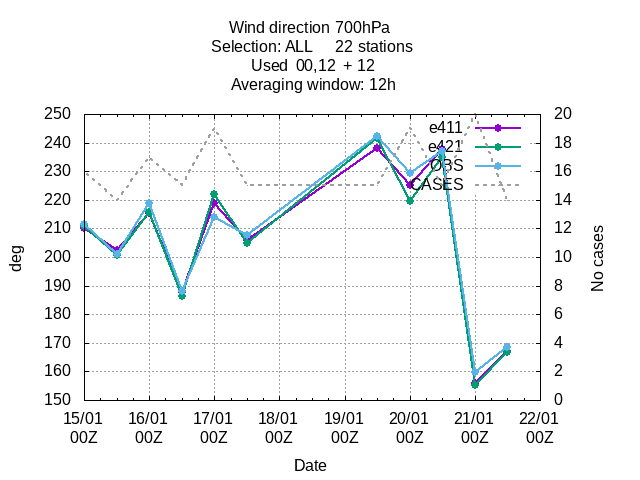 Wind direction 700hPa
Selection: ALL 22 stations
Used 00,12 + 12
Averaging window: 12h
250 20
240 18
230 16
220 14
210 12
200 10
190 8
180 6
170 4
160 2
150 0
e411
e421
OBS
CASES
deg
No cases
15/01 16/01 17/01 18/01 19/01 20/01 21/01 22/01
00Z 00Z 00Z 00Z 00Z 00Z 00Z 00Z
Date